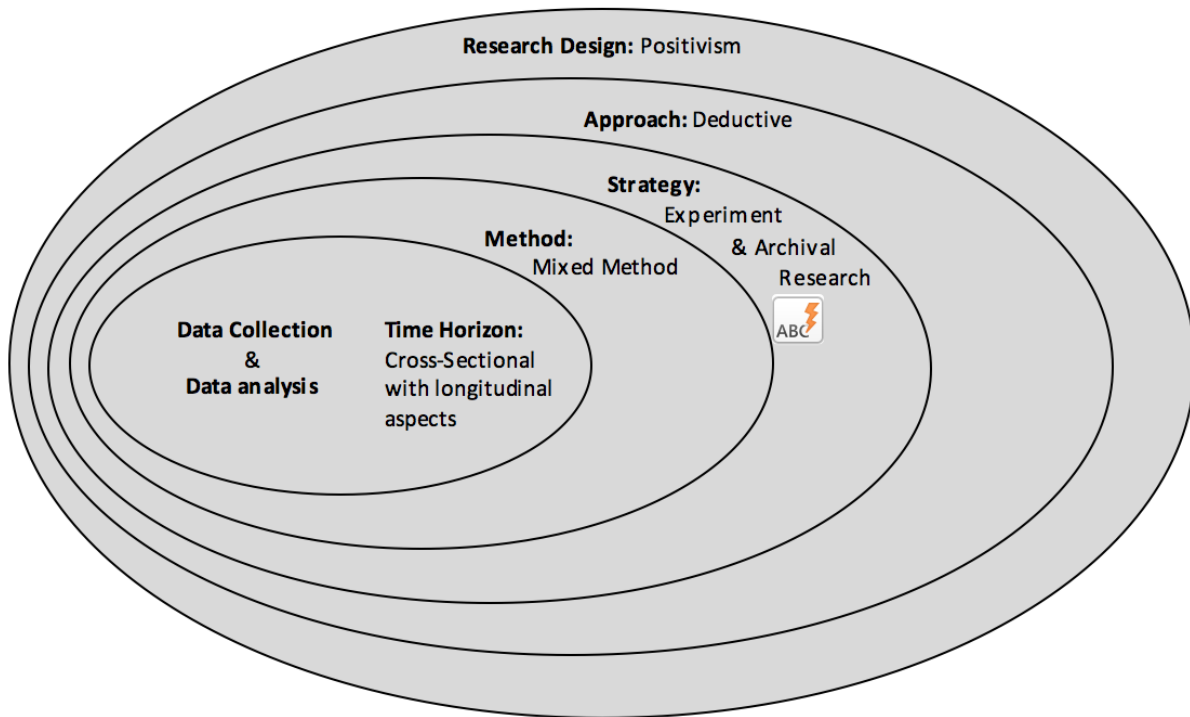 Research Design: Positivism
Approach: Deductive
Strategy:
Experiment
& Archival
Research
Method:
Mixed Method
ABC
Data Collection
&
Data analysis
Time Horizon:
Cross-Sectional
with longitudinal
aspects